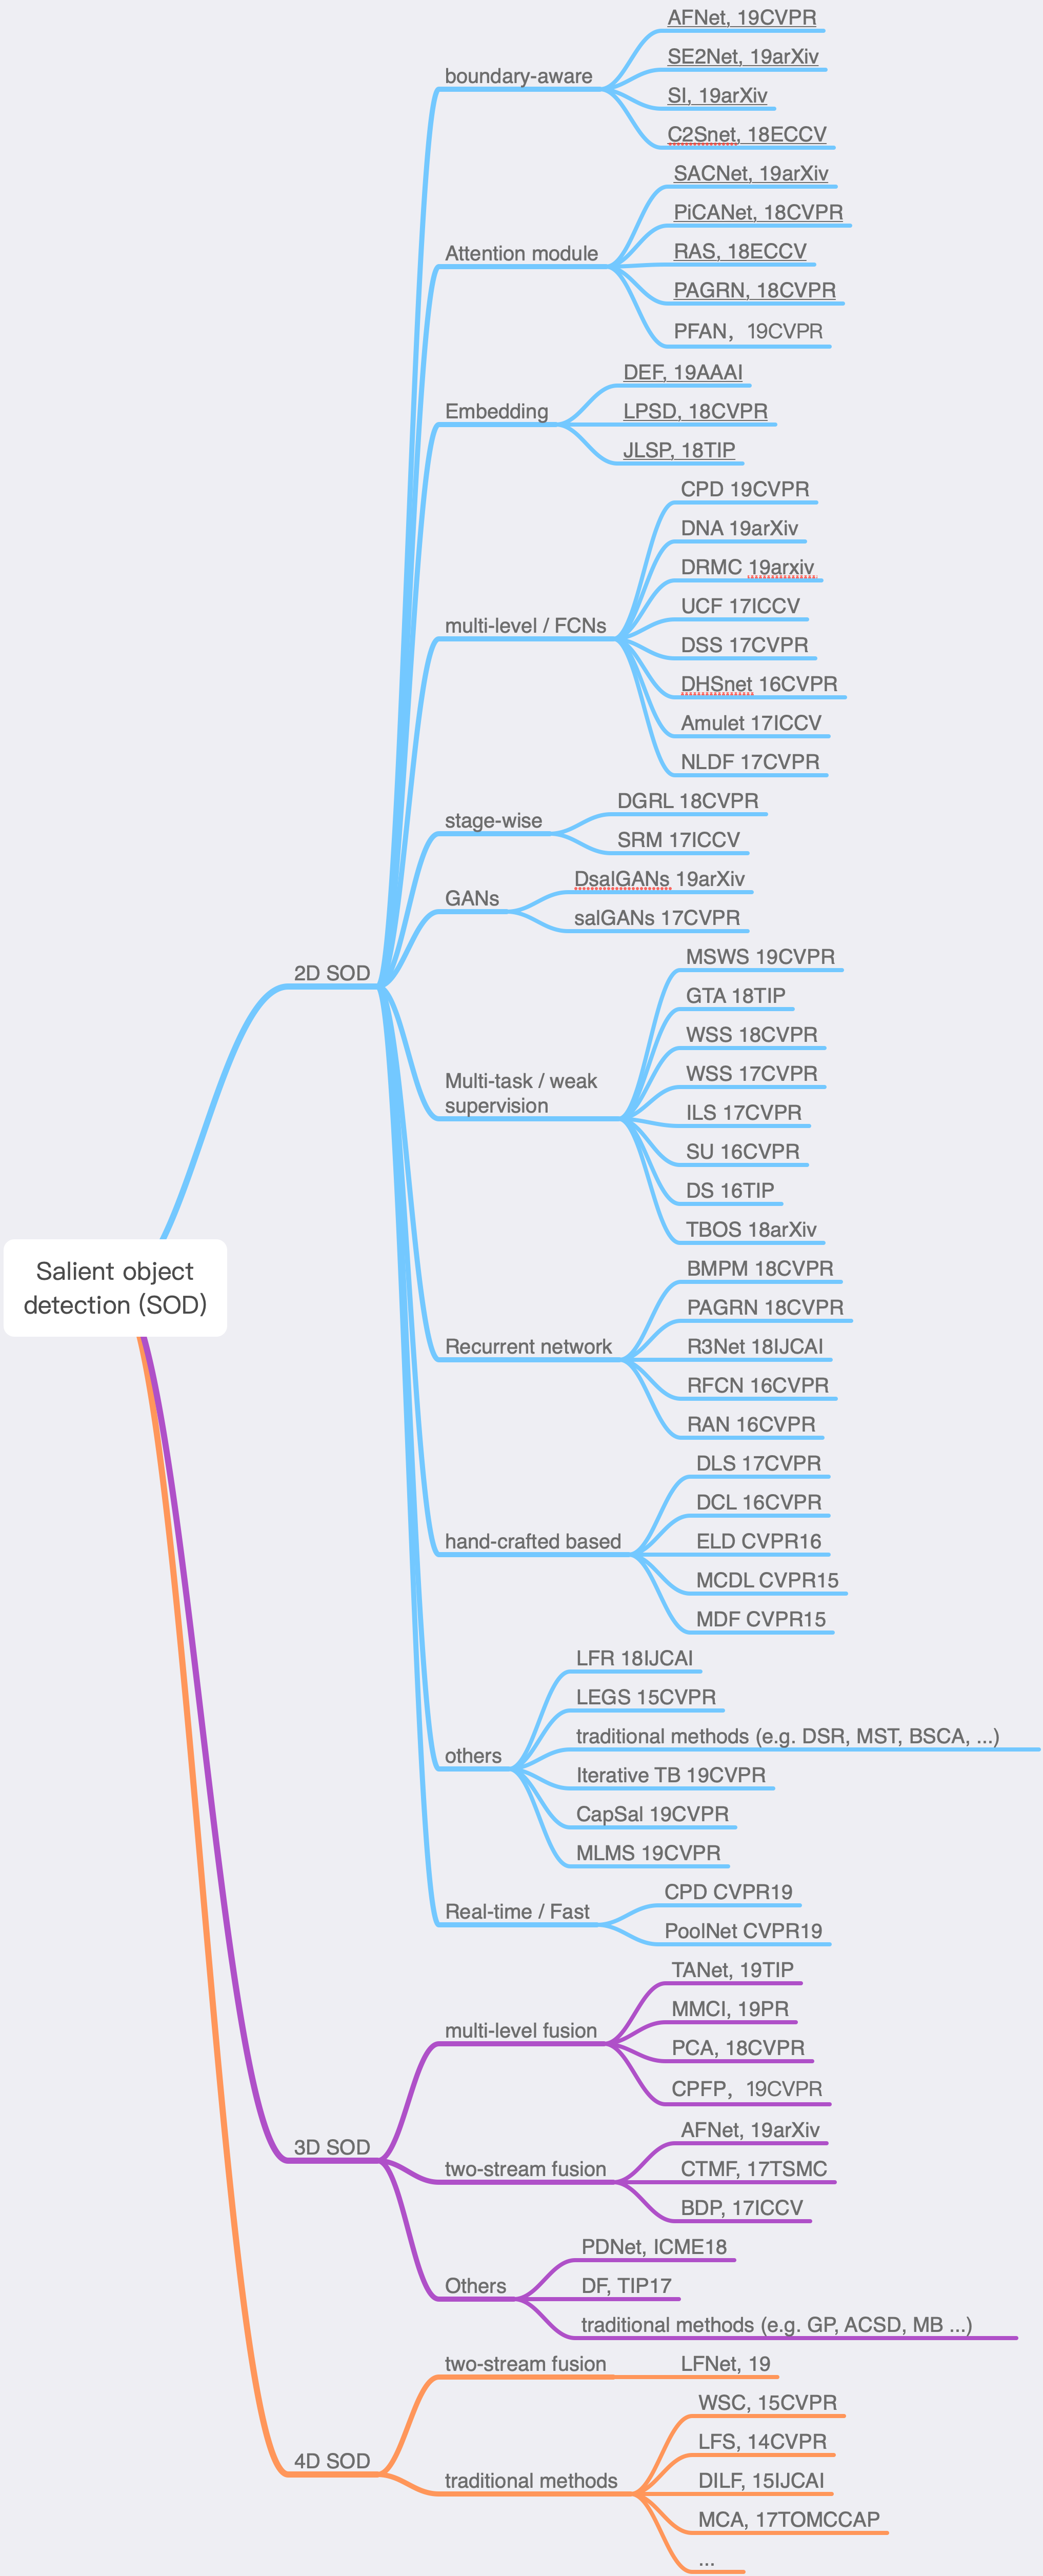 AFNet, 19CVPR
SE2Net, 19arXiv
boundary-aware
SI, 19arXiv
C2Snet, 18ECCV
SACNet, 19arXiv
PiCANet, 18CVPR
Attention module
RAS, 18ECCV
PAGRN, 18CVPR
PFAN, 19CVPR
DEF, 19AAAI
Embedding
LPSD, 18CVPR
JLSP, 18TIP
CPD 19CVPR
DNA 19arXiv
DRMC 19arxiv
UCF 17ICCV
multi-level / FCNs
DSS 17CVPR
DHSnet 16CVPR
Amulet 17ICCV
NLDF 17CVPR
DGRL 18CVPR
stage-wise
SRM 17ICCV
DsalGANs 19arXiv
GANs
salGANs 17CVPR
2D SOD
MSWS 19CVPR
GTA 18TIP
WSS 18CVPR
WSS 17CVPR
Multi-task / weak
supervision
ILS 17CVPR
SU 16CVPR
DS 16TIP
TBOS 18arXiv
Salient object
detection (SOD)
BMPM 18CVPR
PAGRN 18CVPR
Recurrent network
R3Net 18IJCAI
RFCN 16CVPR
RAN 16CVPR
DLS 17CVPR
DCL 16CVPR
hand-crafted based
ELD CVPR16
MCDL CVPR15
MDF CVPR15
LFR 18IJCAI
LEGS 15CVPR
traditional methods (e.g. DSR, MST, BSCA, ...)
others
Iterative TB 19CVPR
CapSal 19CVPR
MLMS 19CVPR
CPD CVPR19
Real-time / Fast
PoolNet CVPR19
TANet, 19TIP
MMCI, 19PR
multi-level fusion
PCA, 18CVPR
CPFP, 19CVPR
3D SOD
AFNet, 19arXiv
two-stream fusion
CTMF, 17TSMC
BDP, 17ICCV
PDNet, ICME18
Others
DF, TIP17
traditional methods (e.g. GP, ACSD, MB ...)
two-stream fusion
LFNet, 19
4D SOD
WSC, 15CVPR
LFS, 14CVPR
traditional methods
DILF, 15IJCAI
MCA, 17TOMCCAP
...